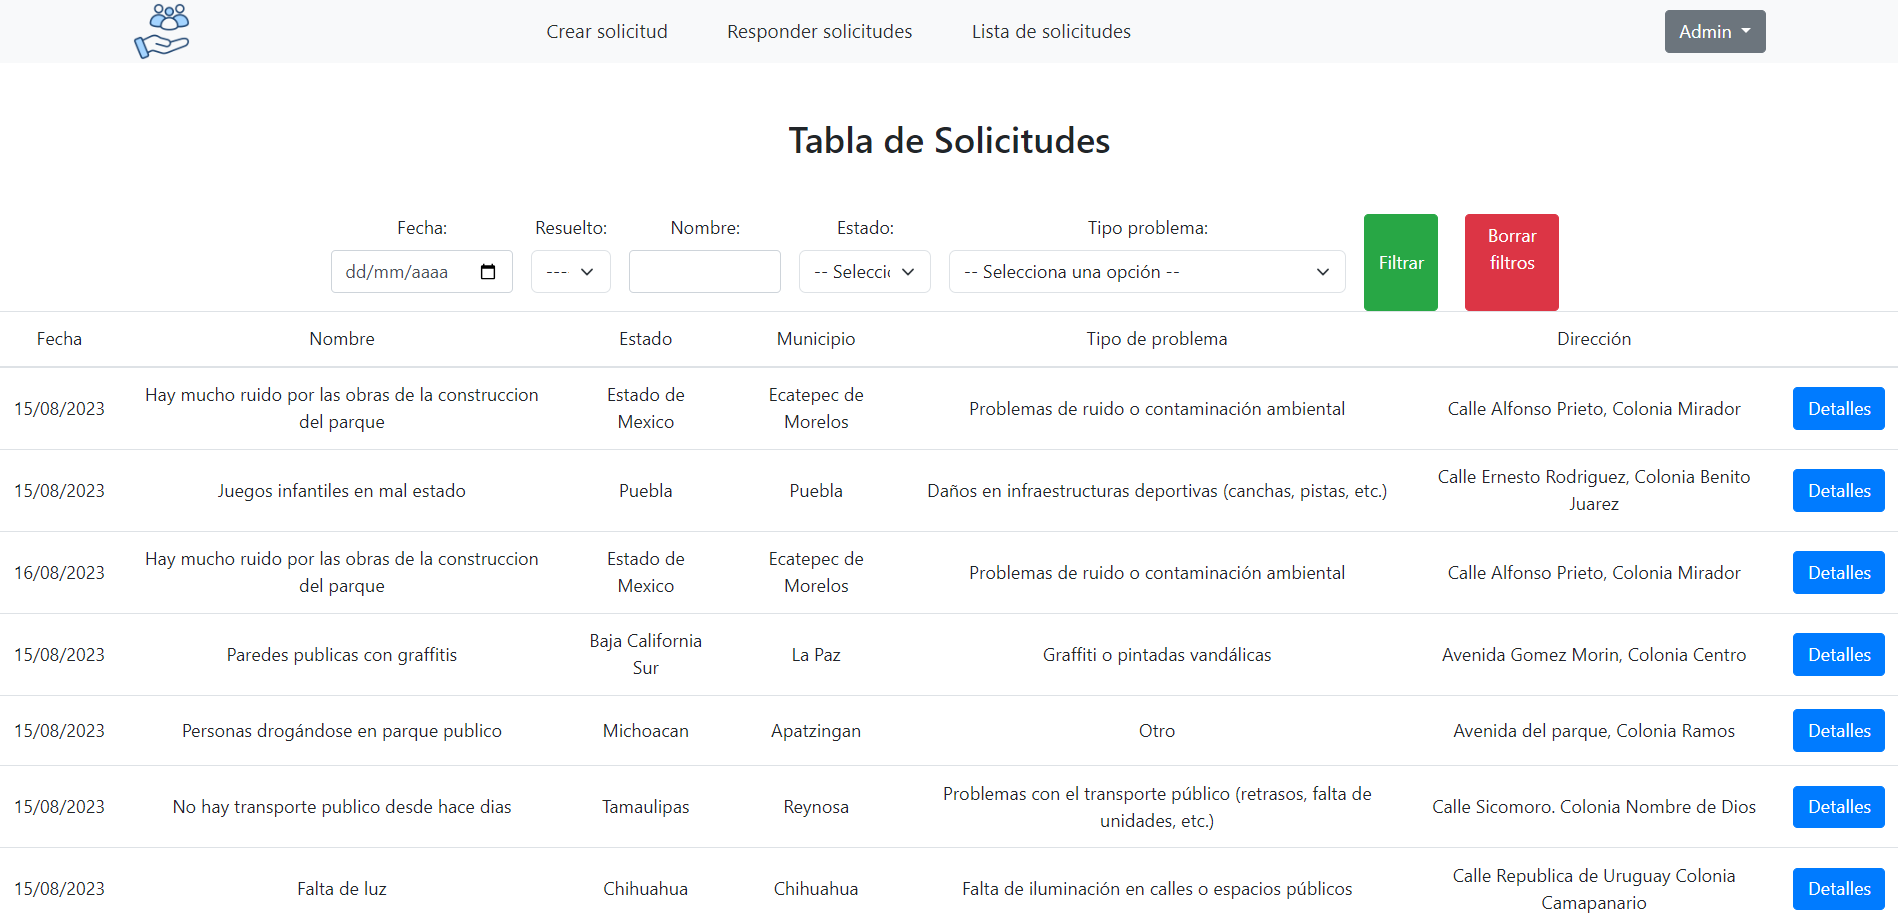 Crear solicitud Responder solicitudes Lista de solicitudes Admin
Tabla de Solicitudes
Fecha: Resuelto: Nombre: Estado: Tipo problema:
dd/mm/aaaa --- -- Selecci -- Selecciona una opción -- Filtrar Borrar filtros
Fecha Nombre Estado Municipio Tipo de problema Dirección
15/08/2023 Hay mucho ruido por las obras de la construccion del parque Estado de Mexico Ecatepec de Morelos Problemas de ruido o contaminación ambiental Calle Alfonso Prieto, Colonia Mirador Detalles
15/08/2023 Juegos infantiles en mal estado Puebla Puebla Daños en infraestructuras deportivas (canchas, pistas, etc.) Calle Ernesto Rodriguez, Colonia Benito Juarez Detalles
16/08/2023 Hay mucho ruido por las obras de la construccion del parque Estado de Mexico Ecatepec de Morelos Problemas de ruido o contaminación ambiental Calle Alfonso Prieto, Colonia Mirador Detalles
15/08/2023 Paredes publicas con graffitis Baja California Sur La Paz Graffiti o pintadas vandálicas Avenida Gomez Morin, Colonia Centro Detalles
15/08/2023 Personas drogándose en parque publico Michoacan Apatzingan Otro Avenida del parque, Colonia Ramos Detalles
15/08/2023 No hay transporte publico desde hace dias Tamaulipas Reynosa Problemas con el transporte público (retrasos, falta de unidades, etc.) Calle Sicomoro. Colonia Nombre de Dios Detalles
15/08/2023 Falta de luz Chihuahua Chihuahua Falta de iluminación en calles o espacios públicos Calle Republica de Uruguay Colonia Camapanario Detalles